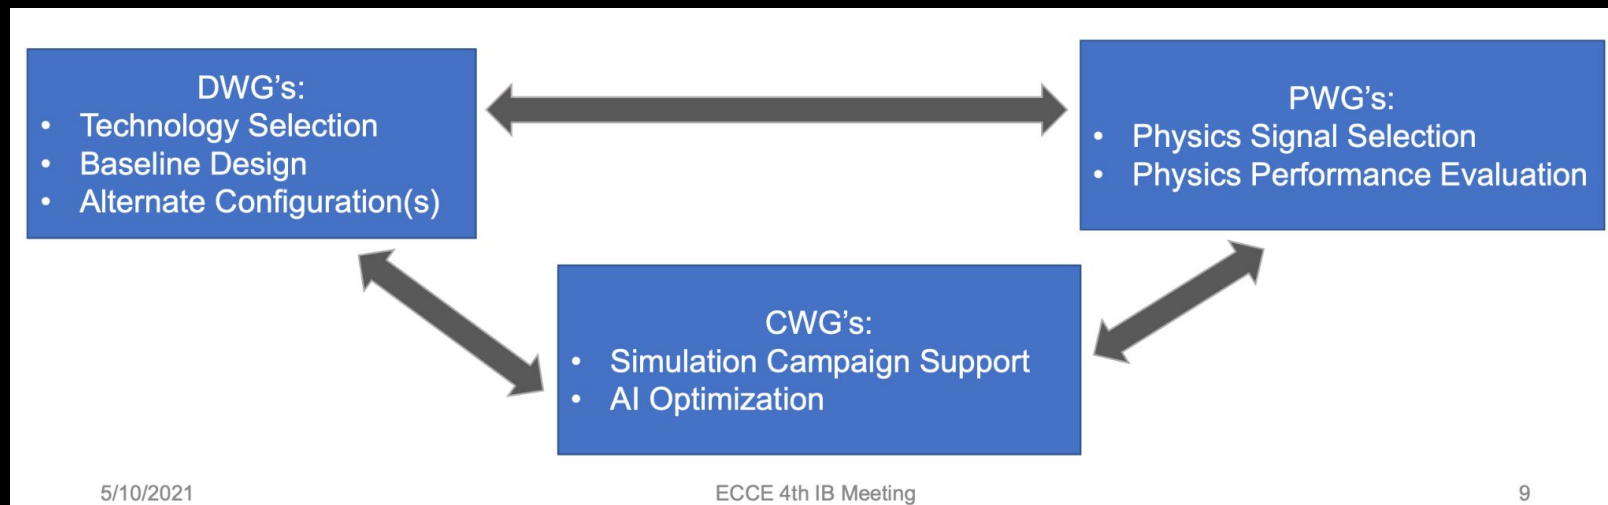 DWG's:
• Technology Selection
• Baseline Design
• Alternate Configuration(s)
PWG's:
• Physics Signal Selection
• Physics Performance Evaluation
CWG's:
• Simulation Campaign Support
• AI Optimization
5/10/2021
ECCE 4th IB Meeting
9